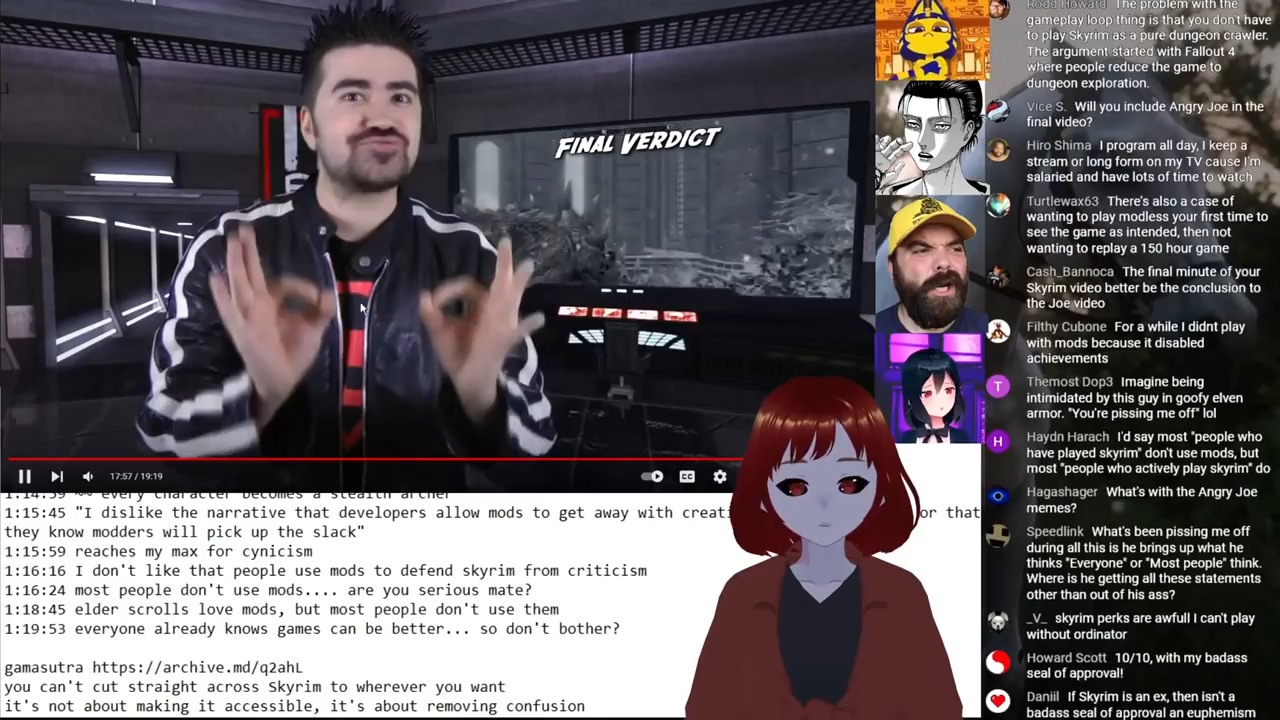 FINAL VERDICT
17:57 / 19:19
CC
every character becomes a stealth archer
1:15:45 "I dislike the narrative that developers allow mods to get away with
or that
they know modders will pick up the slack"
1:15:59 reaches my max for cynicism
1:16:16 I don't like that people use mods to defend skyrim from criticism
1:16:24 most people don't use mods.... are you serious mate?
1:18:45 elder scrolls love mods, but most people don't use them
1:19:53 everyone already knows games can be better... so don't bother?
gamasutra https://archive.md/q2ahL
you can't cut straight across Skyrim to wherever you want
it's not about making it accessible, it's about removing confusion
Rodd Howard The problem with the
gameplay loop thing is that you don't have
to play Skyrim as a pure dungeon crawler.
The argument started with Fallout 4
where people reduce the game to
dungeon exploration.
Vice S. Will you include Angry Joe in the
final video?
Hiro Shima I program all day, I keep a
stream or long form on my TV cause I'm
salaried and have lots of time to watch
Turtlewax63 There's also a case of
wanting to play modless your first time to
see the game as intended, then not
wanting to replay a 150 hour game
Cash_Bannoca The final minute of your
Skyrim video better be the conclusion to
the Joe video
Filthy Cubone For a while I didnt play
with mods because it disabled
achievements
T
Themost Dop3 Imagine being
intimidated by this guy in goofy elven
armor. "You're pissing me off" lol
H
Haydn Harach I'd say most "people who
have played skyrim" don't use mods, but
most "people who actively play skyrim" do
Hagashager What's with the Angry Joe
memes?
Speedlink What's been pissing me off
during all this is he brings up what he
thinks "Everyone" or "Most people" think.
Where is he getting all these statements
other than out of his ass?
_V_ skyrim perks are awfull I can't play
without ordinator
Howard Scott 10/10, with my badass
seal of approval!
Daniil If Skyrim is an ex, then isn't a
badass seal of approval an euphemism